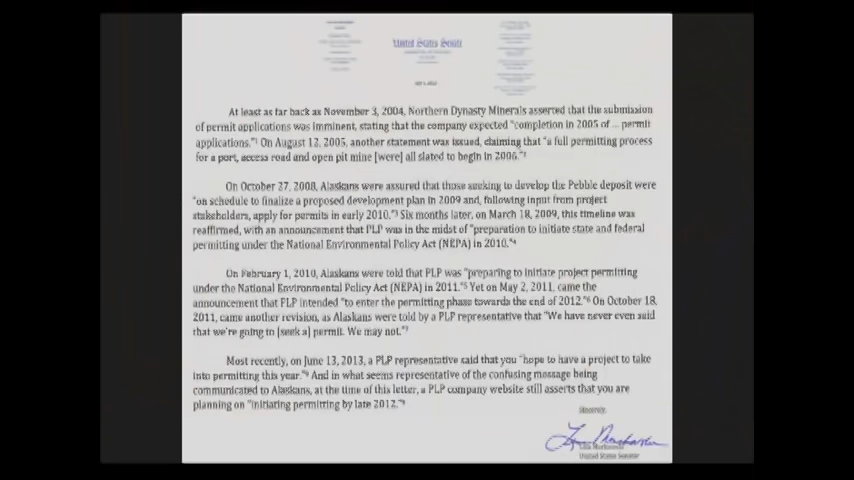 United States Senate
At least as far back as November 3, 2004, Northern Dynasty Minerals asserted that the submission
of permit applications was imminent, stating that the company expected "completion in 2005 of ... permit
applications."1 On August 12, 2005, another statement was issued, claiming that "a full permitting process
for a port, access road and open pit mine [were] all slated to begin in 2006."2
On October 27, 2008, Alaskans were assured that those seeking to develop the Pebble deposit were
"on schedule to finalize a proposed development plan in 2009 and, following input from project
stakeholders, apply for permits in early 2010."3 Six months later, on March 18, 2009, this timeline was
reaffirmed, with an announcement that PLP was in the midst of "preparation to initiate state and federal
permitting under the National Environmental Policy Act (NEPA) in 2010."4
On February 1, 2010, Alaskans were told that PLP was "preparing to initiate project permitting
under the National Environmental Policy Act (NEPA) in 2011."5 Yet on May 2, 2011, came the
announcement that PLP intended "to enter the permitting phase towards the end of 2012."6 On October 18,
2011, came another revision, as Alaskans were told by a PLP representative that "We have never even said
that we're going to [seek a] permit. We may not."7
Most recently, on June 13, 2013, a PLP representative said that you "hope to have a project to take
into permitting this year."8 And in what seems representative of the confusing message being
communicated to Alaskans, at the time of this letter, a PLP company website still asserts that you are
planning on "initiating permitting by late 2012."9
Sincerely,
Lisa Murkowski
United States Senator